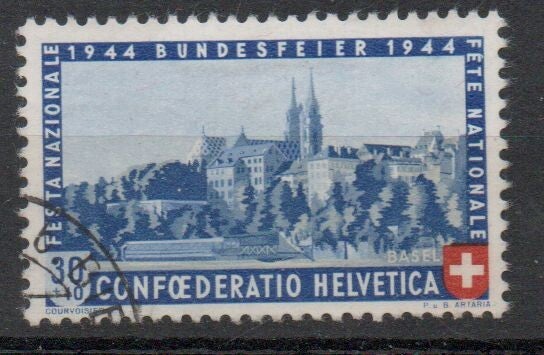 1944 BUNDESFEIER 1944
FESTA NAZIONALE
FÊTE NATIONALE
BASEL
30
+10
CONFŒDERATIO HELVETICA
COURVOISIER
P. u. B. ARTARIA